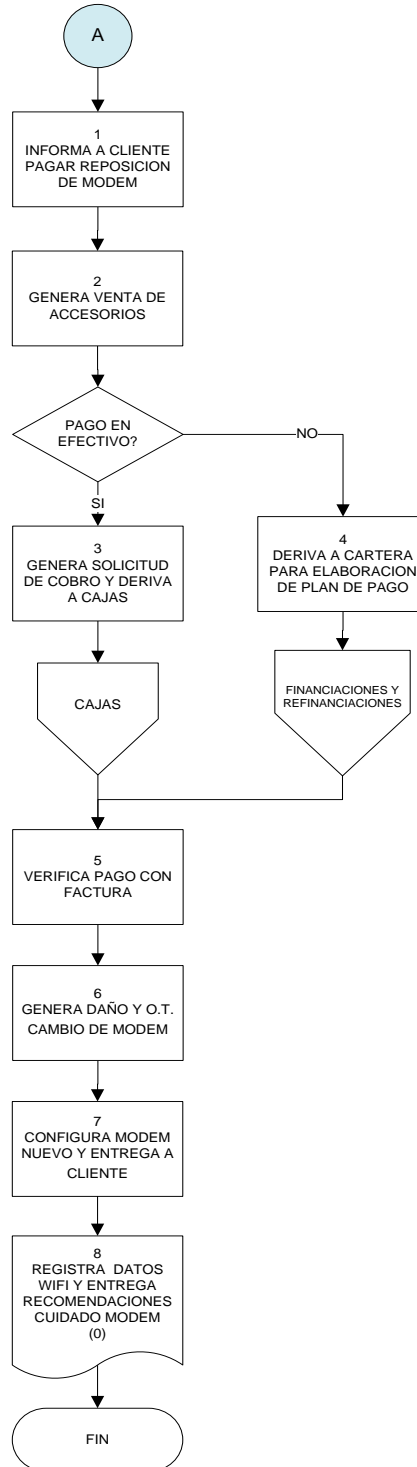 A
1
INFORMA A CLIENTE
PAGAR REPOSICION
DE MODEM
2
GENERA VENTA DE
ACCESORIOS
PAGO EN
EFECTIVO?
NO
SI
3
GENERA SOLICITUD
DE COBRO Y DERIVA
A CAJAS
4
DERIVA A CARTERA
PARA ELABORACION
DE PLAN DE PAGO
CAJAS
FINANCIACIONES Y
REFINANCIACIONES
5
VERIFICA PAGO CON
FACTURA
6
GENERA DAÑO Y O.T.
CAMBIO DE MODEM
7
CONFIGURA MODEM
NUEVO Y ENTREGA A
CLIENTE
8
REGISTRA DATOS
WIFI Y ENTREGA
RECOMENDACIONES
CUIDADO MODEM
(0)
FIN